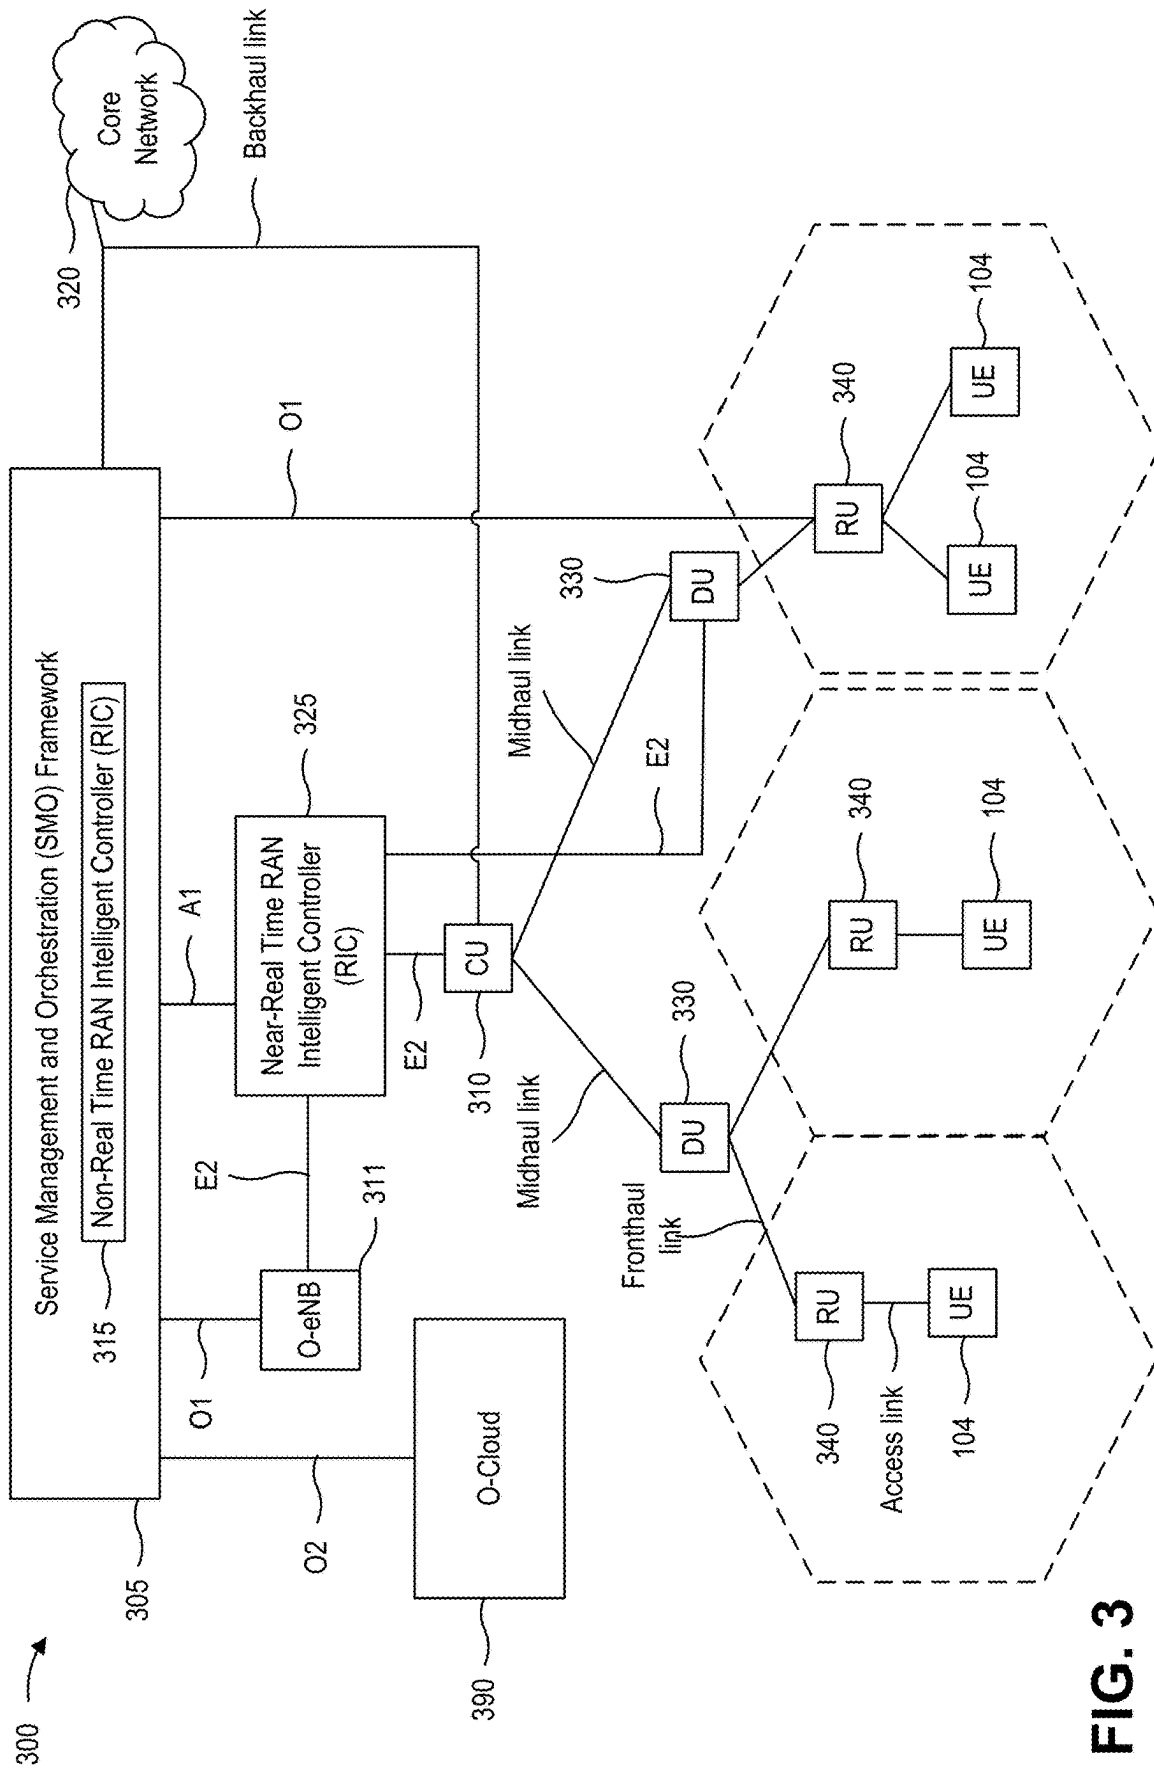 300
305
Service Management and Orchestration (SMO) Framework
315
Non-Real Time RAN Intelligent Controller (RIC)
320
Core
Network
Backhaul link
O1
A1
O1
O2
E2
O-eNB
311
Near-Real Time RAN
Intelligent Controller
(RIC)
325
E2
CU
310
O-Cloud
390
Midhaul link
Midhaul link
E2
DU
330
DU
330
Fronthaul
link
RU
340
RU
340
RU
340
Access link
UE
104
UE
104
UE
104
UE
104
FIG. 3